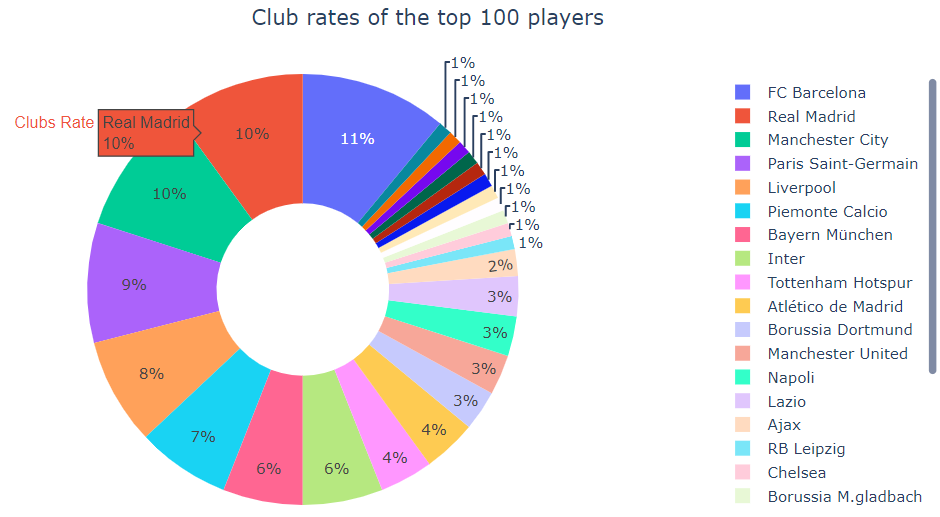 Club rates of the top 100 players
Clubs Rate
Real Madrid
10%
11%
10%
10%
9%
8%
7%
6%
6%
4%
4%
3%
3%
3%
3%
2%
1%
1%
1%
1%
1%
1%
1%
1%
1%
1%
1%
FC Barcelona
Real Madrid
Manchester City
Paris Saint-Germain
Liverpool
Piemonte Calcio
Bayern München
Inter
Tottenham Hotspur
Atlético de Madrid
Borussia Dortmund
Manchester United
Napoli
Lazio
Ajax
RB Leipzig
Chelsea
Borussia M.gladbach